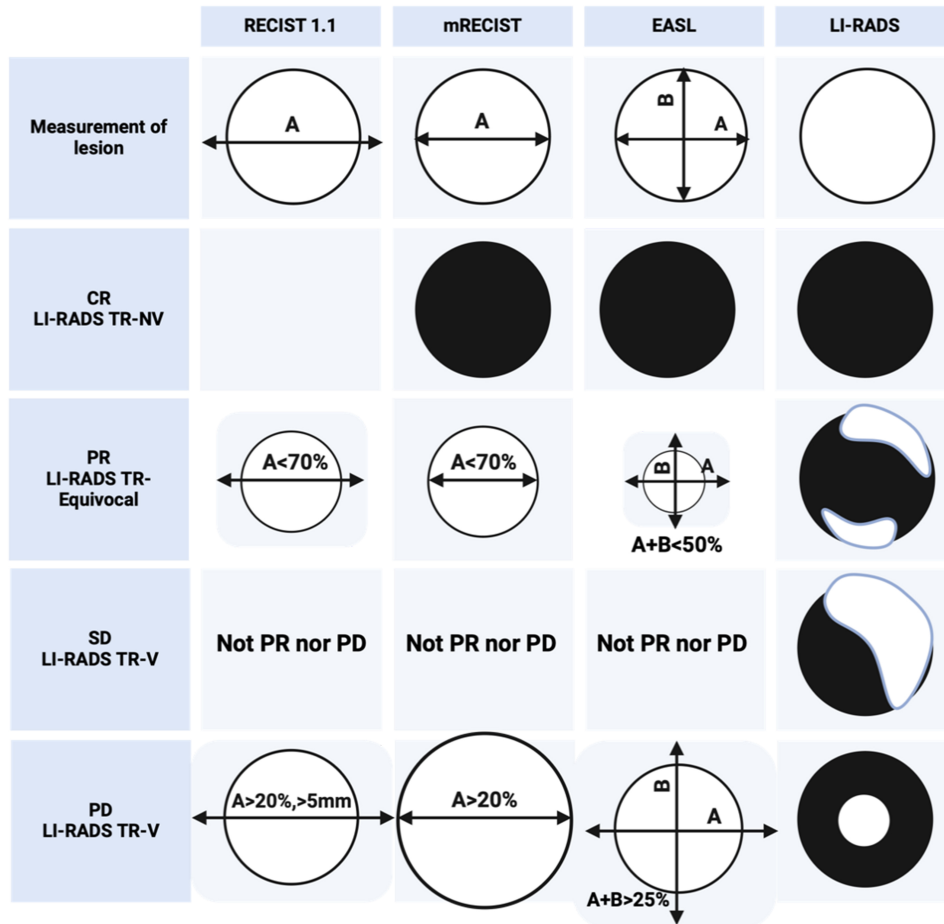 RECIST 1.1
mRECIST
EASL
LI-RADS
Measurement of
lesion
A
A
B
A
CR
LI-RADS TR-NV
PR
LI-RADS TR-
Equivocal
A<70%
A<70%
B
A
A+B<50%
SD
LI-RADS TR-V
Not PR nor PD
Not PR nor PD
Not PR nor PD
PD
LI-RADS TR-V
A>20%,>5mm
A>20%
B
A
A+B>25%